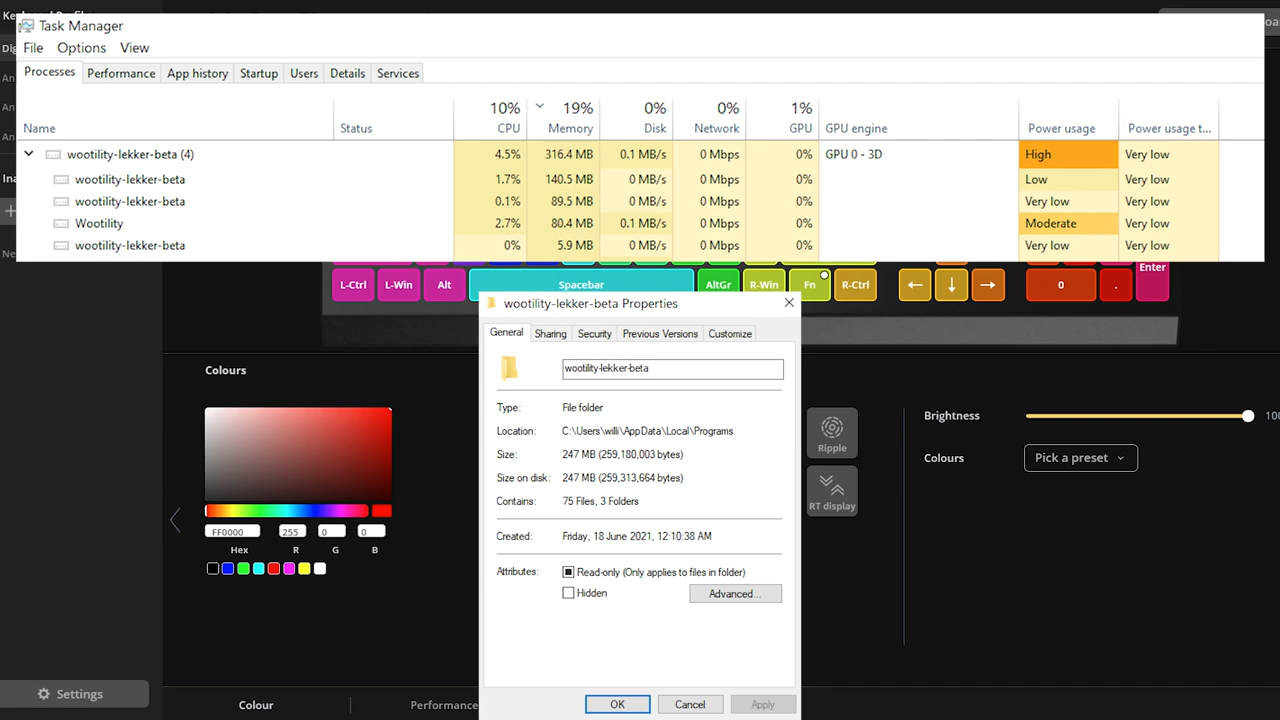 Task Manager
File Options View
Processes Performance App history Startup Users Details Services
10% 19% 0% 0% 1%
Name Status CPU Memory Disk Network GPU GPU engine Power usage Power usage t...
wootility-lekker-beta (4) 4.5% 316.4 MB 0.1 MB/s 0 Mbps 0% GPU 0 - 3D High Very low
wootility-lekker-beta 1.7% 140.5 MB 0 MB/s 0 Mbps 0% Low Very low
wootility-lekker-beta 0.1% 89.5 MB 0 MB/s 0 Mbps 0% Very low Very low
Wootility 2.7% 80.4 MB 0.1 MB/s 0 Mbps 0% Moderate Very low
wootility-lekker-beta 0% 5.9 MB 0 MB/s 0 Mbps 0% Very low Very low
Enter
L-Ctrl L-Win Alt Spacebar AltGr R-Win Fn R-Ctrl ← ↓ → 0 .
wootility-lekker-beta Properties
General Sharing Security Previous Versions Customize
wootility-lekker-beta
Type: File folder
Location: C:\Users\willi\AppData\Local\Programs
Size: 247 MB (259,180,003 bytes)
Size on disk: 247 MB (259,313,664 bytes)
Contains: 75 Files, 3 Folders
Created: Friday, 18 June 2021, 12:10:38 AM
Attributes: Read-only (Only applies to files in folder)
Hidden Advanced...
OK Cancel Apply
Colours
FF0000 255 0 0
Hex R G B
Ripple
RT display
Brightness 100
Colours Pick a preset
Settings
Colour Performance